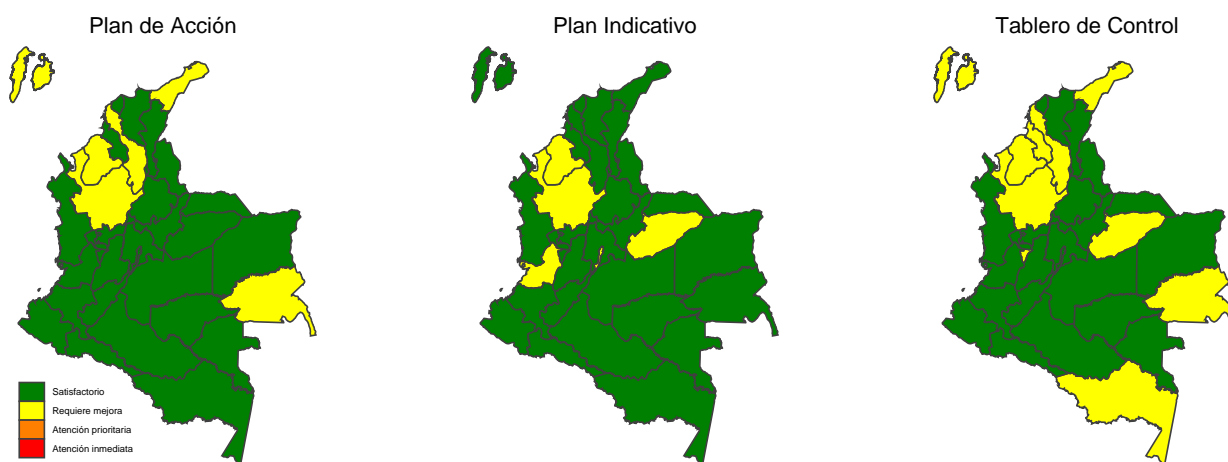 Plan de Acción
Plan Indicativo
Tablero de Control
Satisfactorio
Requiere mejora
Atención prioritaria
Atención inmediata